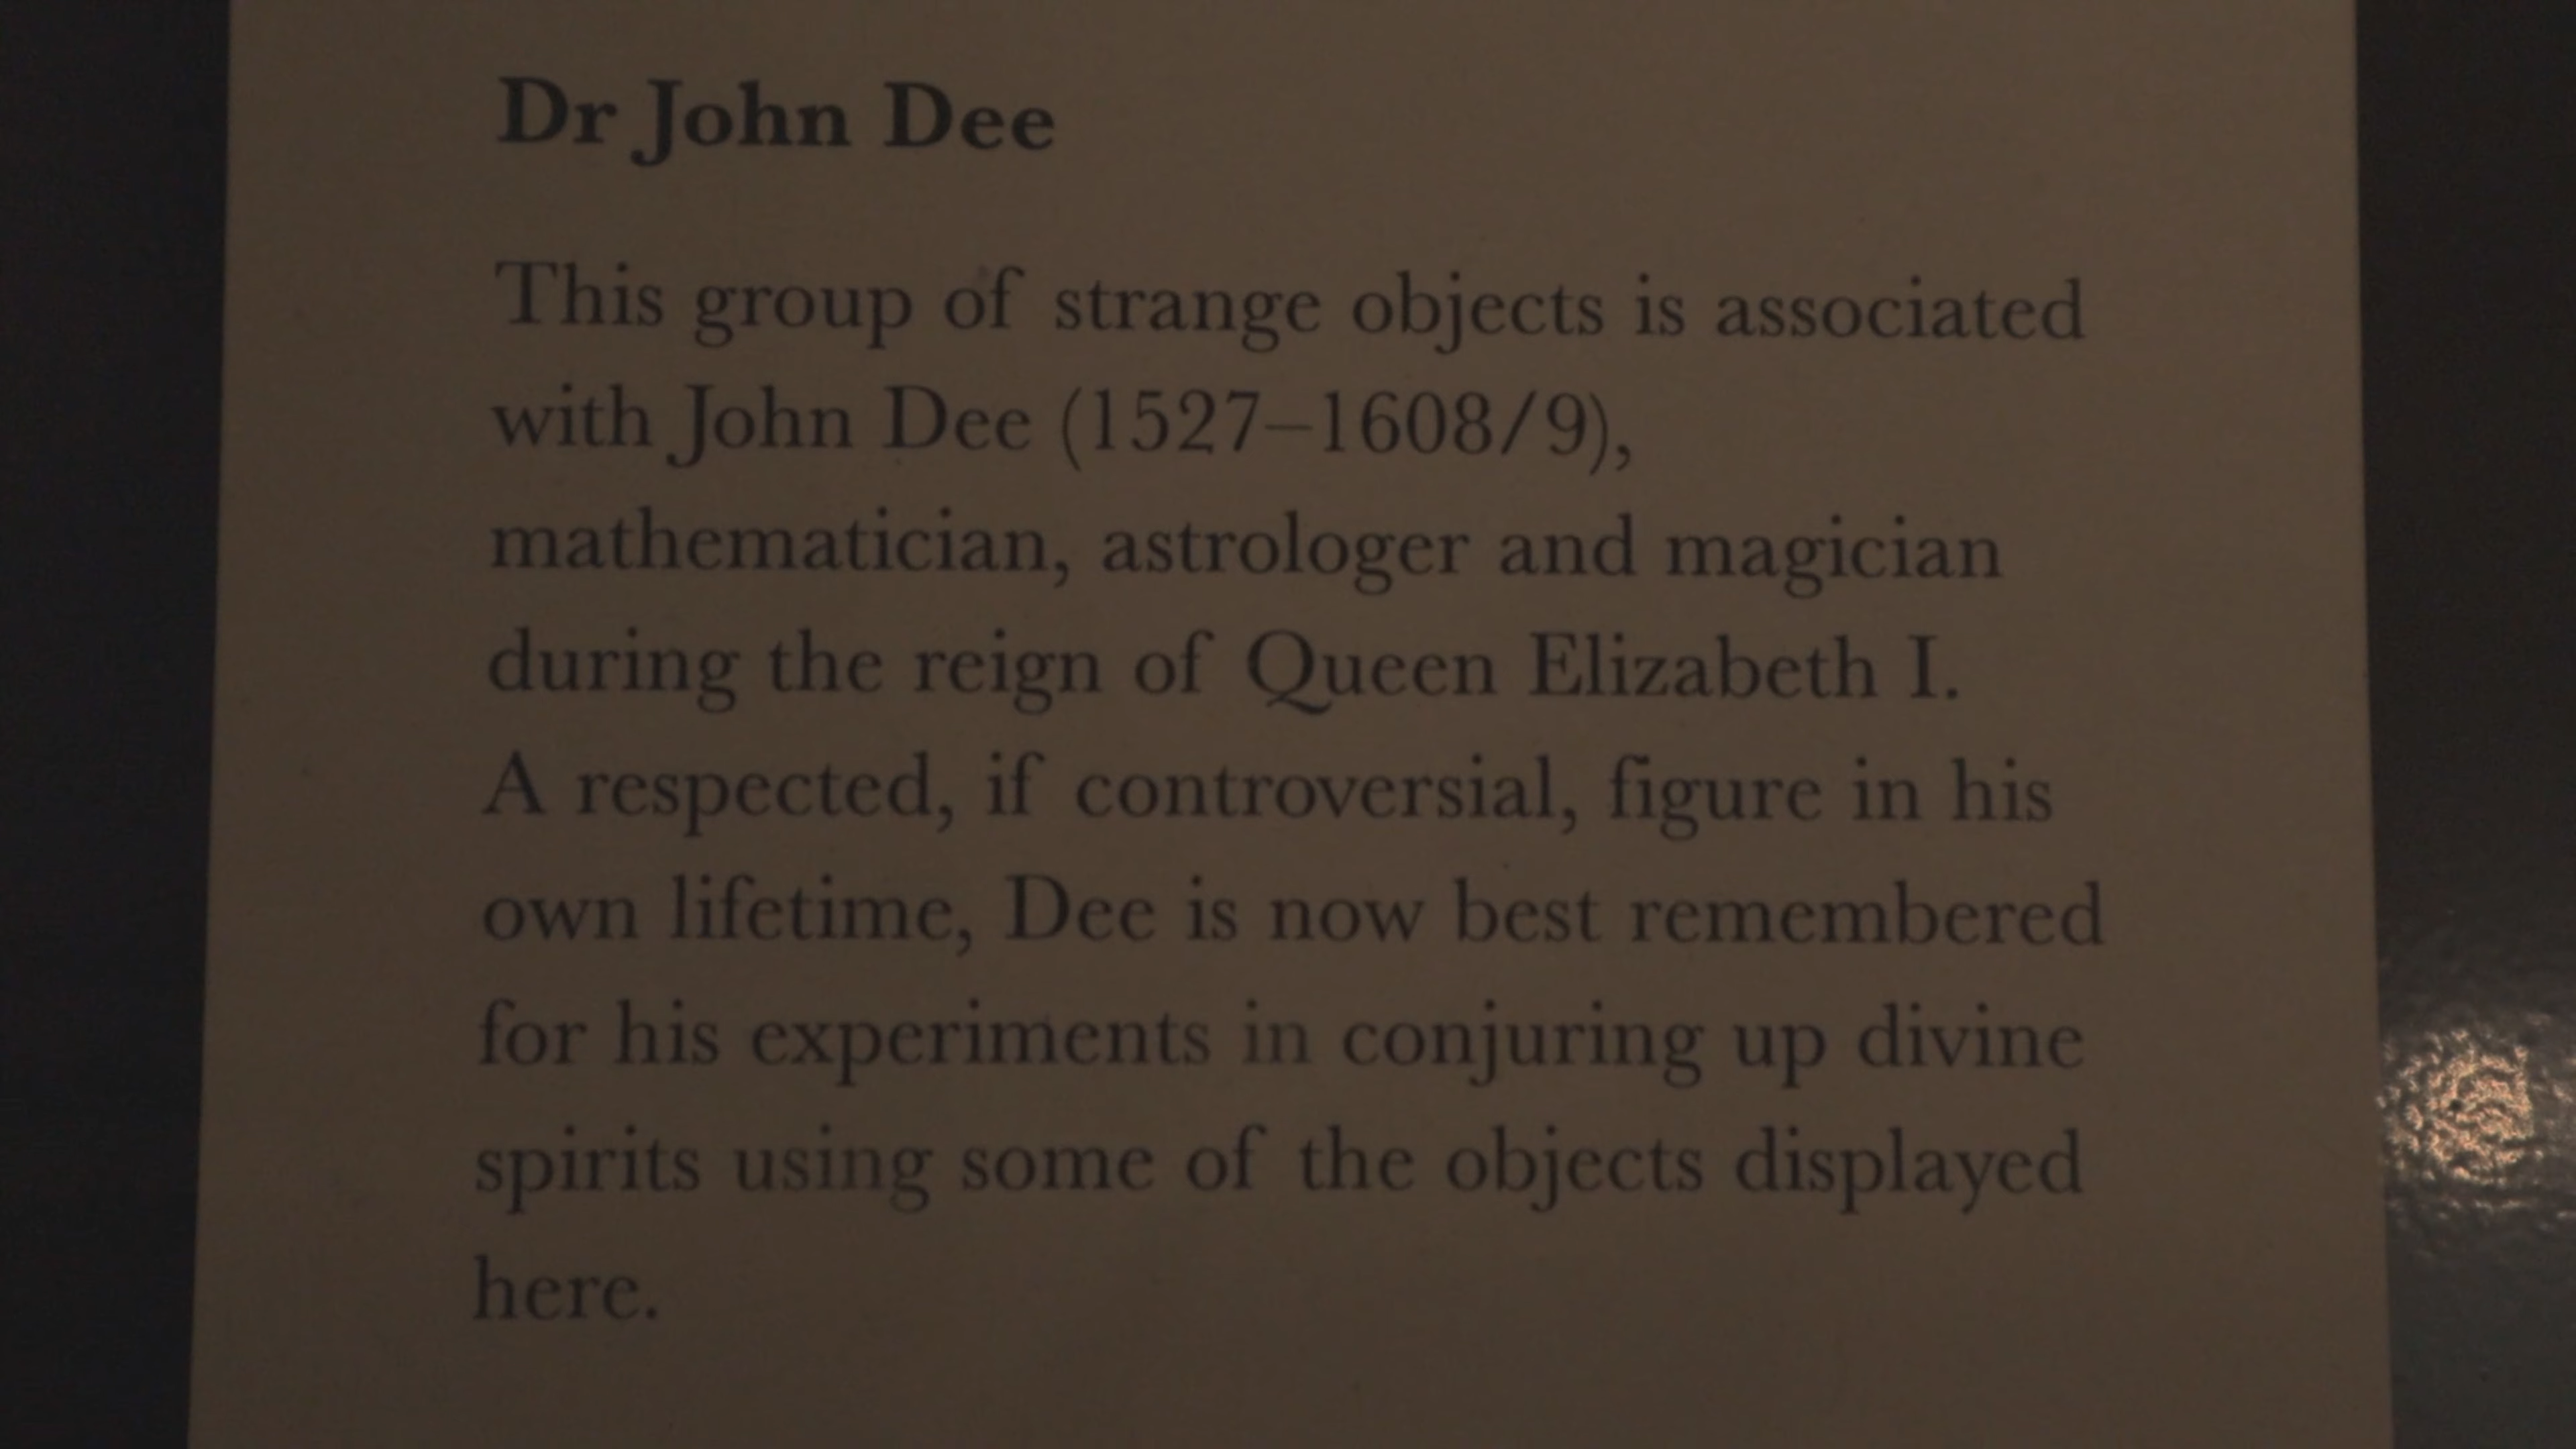 Dr John Dee
This group of strange objects is associated
with John Dee (1527–1608/9),
mathematician, astrologer and magician
during the reign of Queen Elizabeth I.
A respected, if controversial, figure in his
own lifetime, Dee is now best remembered
for his experiments in conjuring up divine
spirits using some of the objects displayed
here.